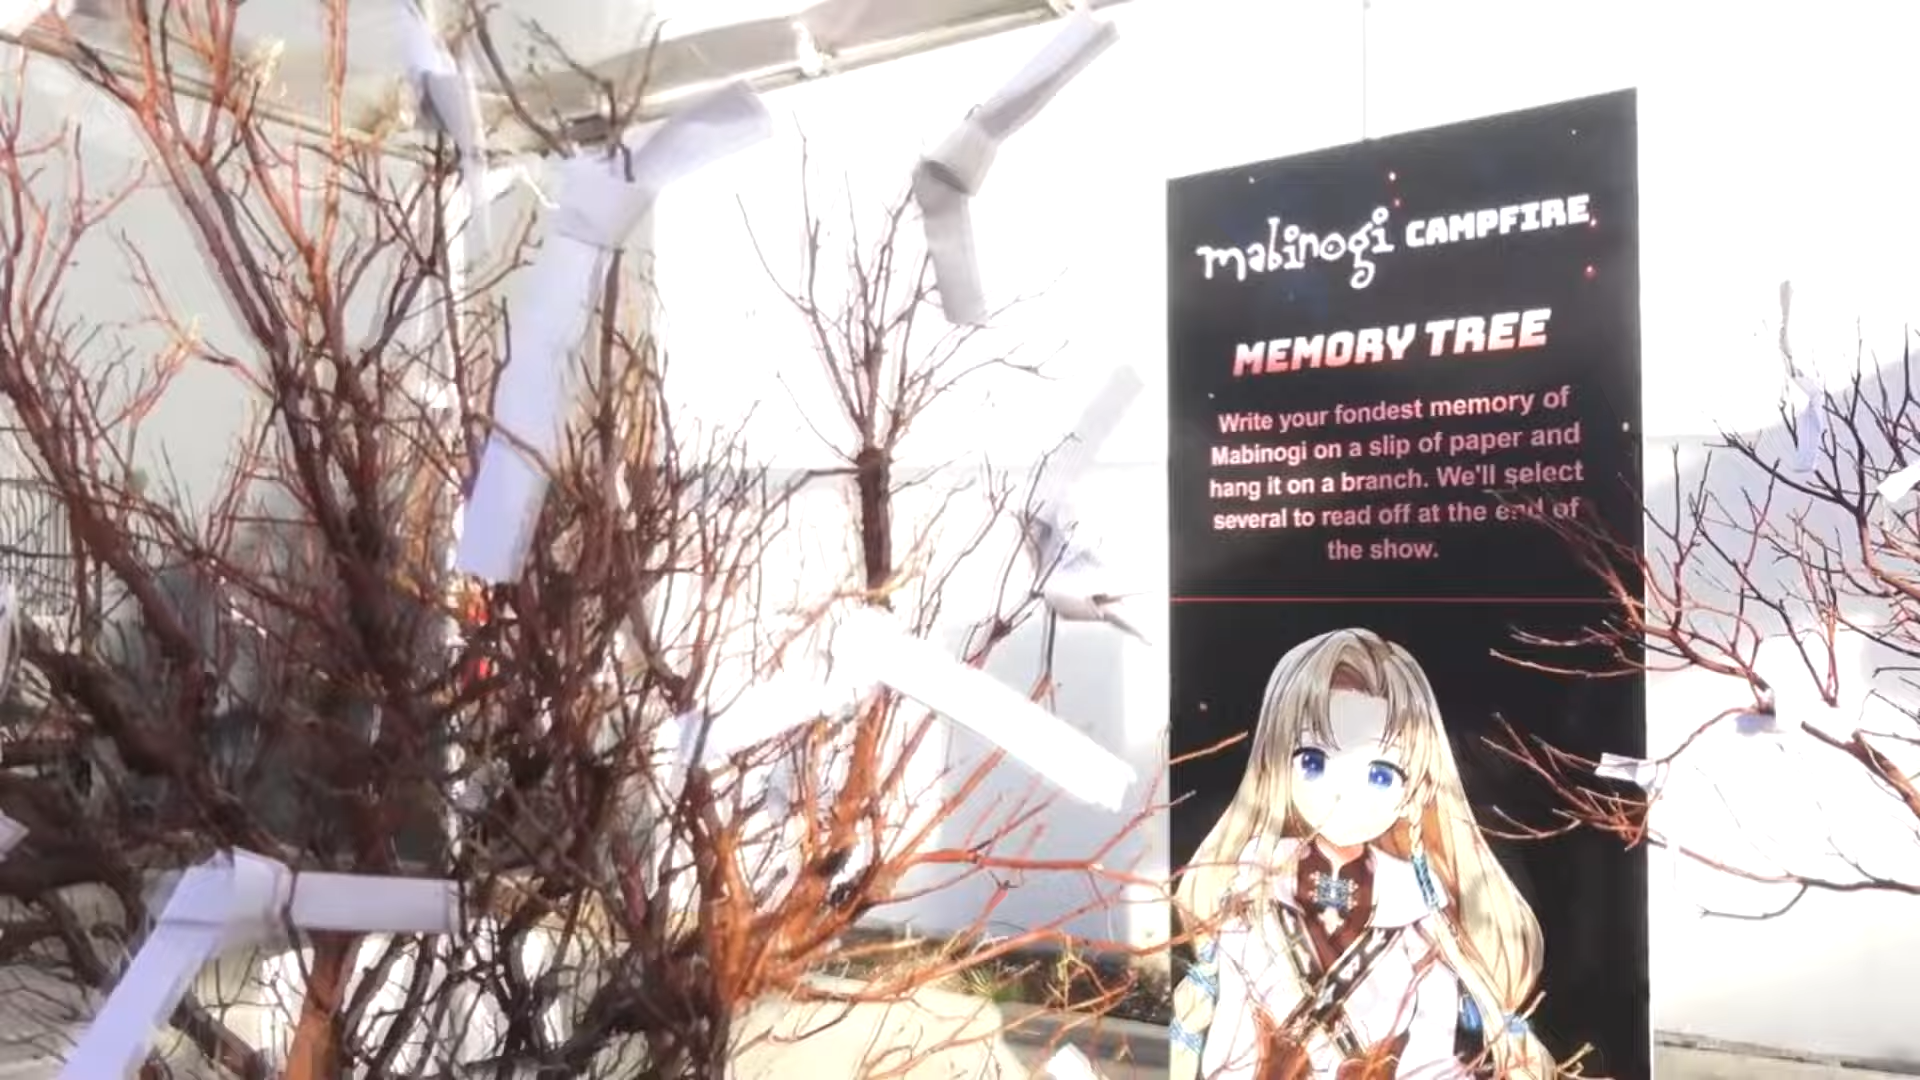 mabinogi CAMPFIRE
MEMORY TREE
Write your fondest memory of
Mabinogi on a slip of paper and
hang it on a branch. We'll select
several to read off at the end of
the show.